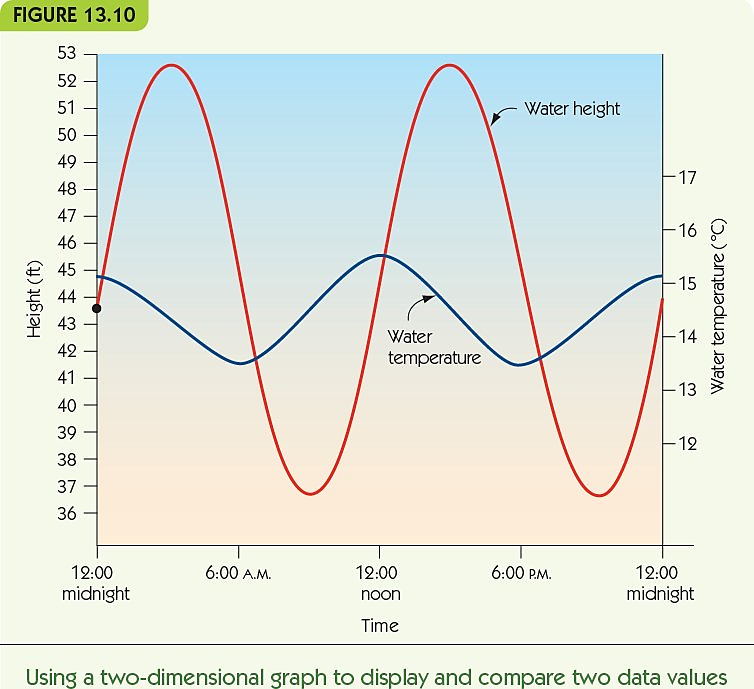 FIGURE 13.10
53
52
51
50
49
48
47
46
45
44
43
42
41
40
39
38
37
36
Height (ft)
Water height
Water
temperature
17
16
15
14
13
12
Water temperature (°C)
12:00
midnight
6:00 A.M.
12:00
noon
6:00 P.M.
12:00
midnight
Time
Using a two-dimensional graph to display and compare two data values